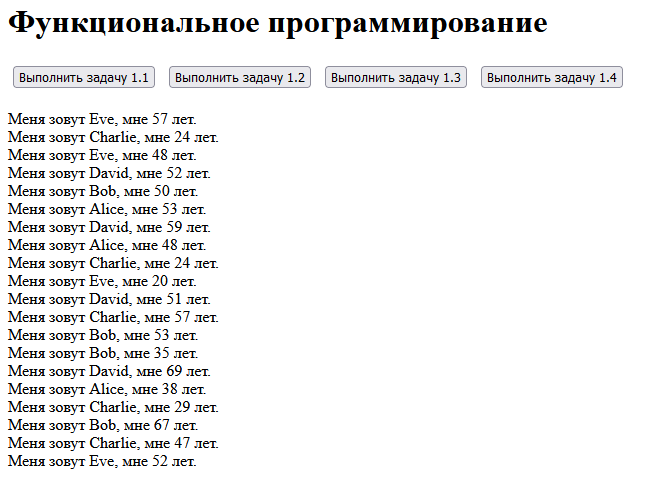 Функциональное программирование
Выполнить задачу 1.1 Выполнить задачу 1.2 Выполнить задачу 1.3 Выполнить задачу 1.4
Меня зовут Eve, мне 57 лет.
Меня зовут Charlie, мне 24 лет.
Меня зовут Eve, мне 48 лет.
Меня зовут David, мне 52 лет.
Меня зовут Bob, мне 50 лет.
Меня зовут Alice, мне 53 лет.
Меня зовут David, мне 59 лет.
Меня зовут Alice, мне 48 лет.
Меня зовут Charlie, мне 24 лет.
Меня зовут Eve, мне 20 лет.
Меня зовут David, мне 51 лет.
Меня зовут Charlie, мне 57 лет.
Меня зовут Bob, мне 53 лет.
Меня зовут Bob, мне 35 лет.
Меня зовут David, мне 69 лет.
Меня зовут Alice, мне 38 лет.
Меня зовут Charlie, мне 29 лет.
Меня зовут Bob, мне 67 лет.
Меня зовут Charlie, мне 47 лет.
Меня зовут Eve, мне 52 лет.